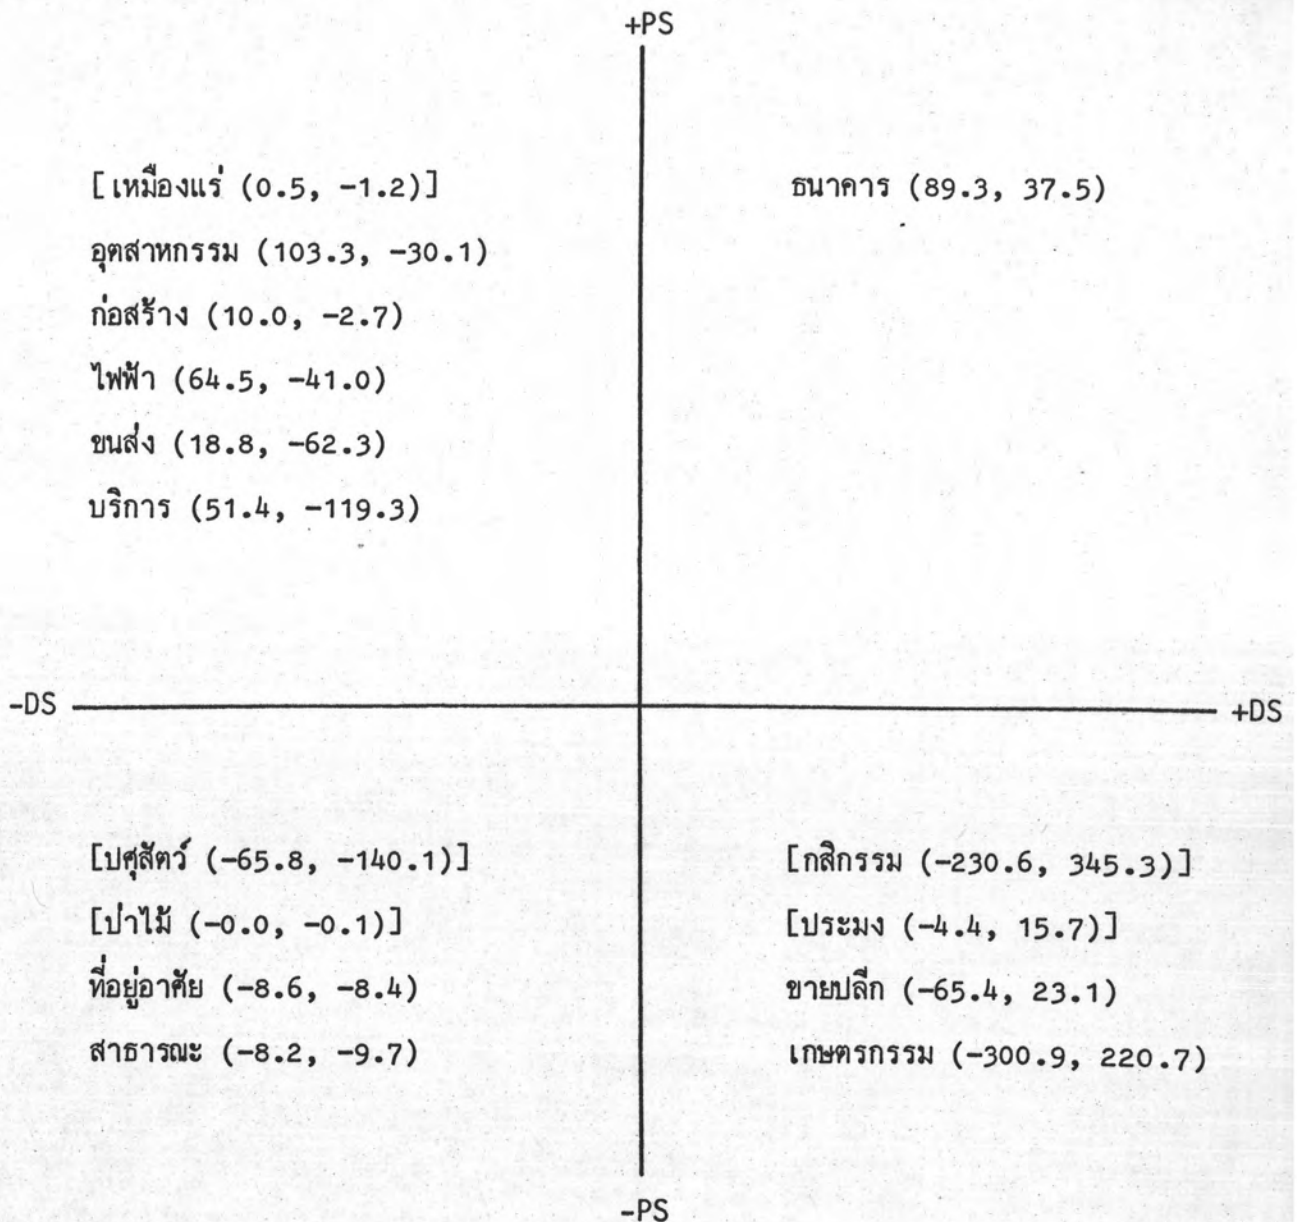 +PS
[เหมืองแร่ (0.5, -1.2)]
อุตสาหกรรม (103.3, -30.1)
ก่อสร้าง (10.0, -2.7)
ไฟฟ้า (64.5, -41.0)
ขนส่ง (18.8, -62.3)
บริการ (51.4, -119.3)
ธนาคาร (89.3, 37.5)
-DS
+DS
[ปศุสัตว์ (-65.8, -140.1)]
[ป่าไม้ (-0.0, -0.1)]
ที่อยู่อาศัย (-8.6, -8.4)
สาธารณะ (-8.2, -9.7)
[กสิกรรม (-230.6, 345.3)]
[ประมง (-4.4, 15.7)]
ขายปลีก (-65.4, 23.1)
เกษตรกรรม (-300.9, 220.7)
-PS